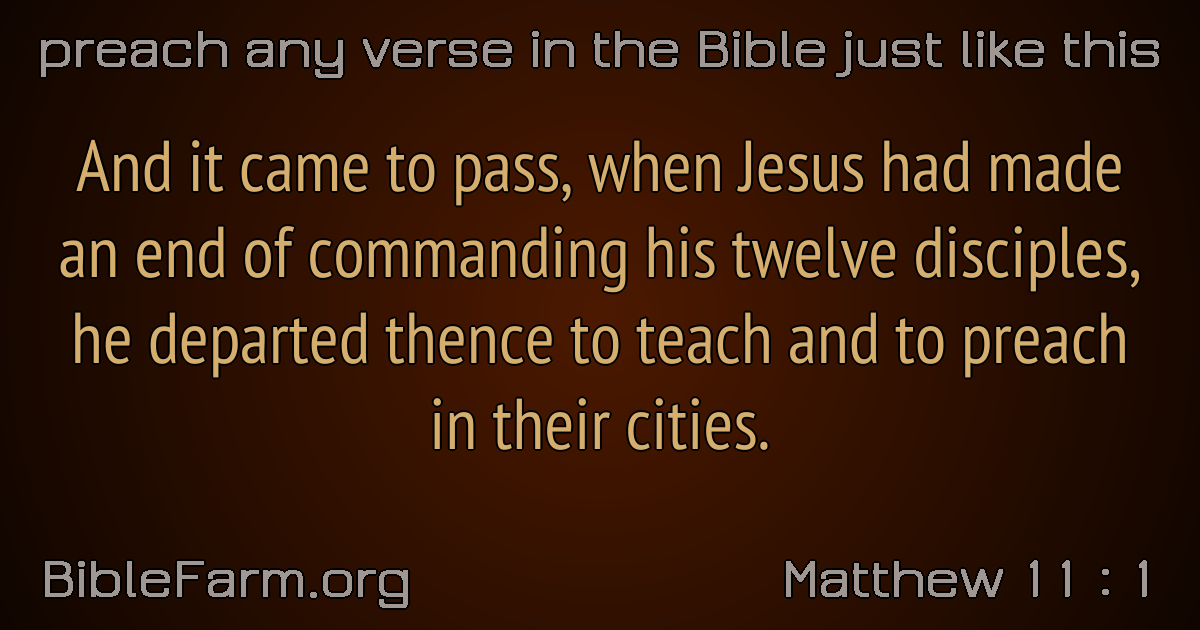 preach any verse in the Bible just like this
And it came to pass, when Jesus had made
an end of commanding his twelve disciples,
he departed thence to teach and to preach
in their cities.
BibleFarm.org
Matthew 11 : 1